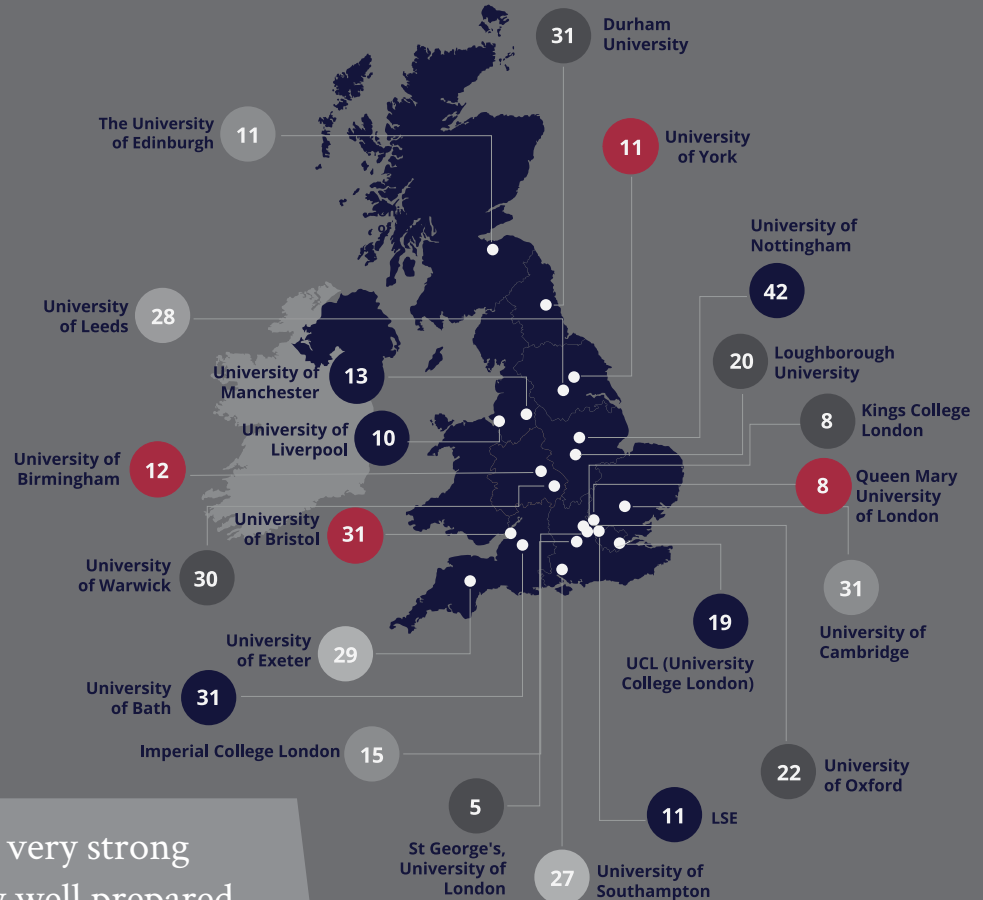 31
Durham
University
The University
of Edinburgh
11
11
University
of York
University of
Nottingham
42
University
of Leeds
28
20
Loughborough
University
University of
Manchester
13
8
Kings College
London
University of
Liverpool
10
University of
Birmingham
12
8
Queen Mary
University
of London
University
of Bristol
31
University
of Warwick
30
31
University of
Cambridge
19
UCL (University
College London)
University
of Exeter
29
University
of Bath
31
Imperial College London
15
22
University
of Oxford
5
St George's,
University of
London
11
LSE
27
University of
Southampton
very strong
well prepared